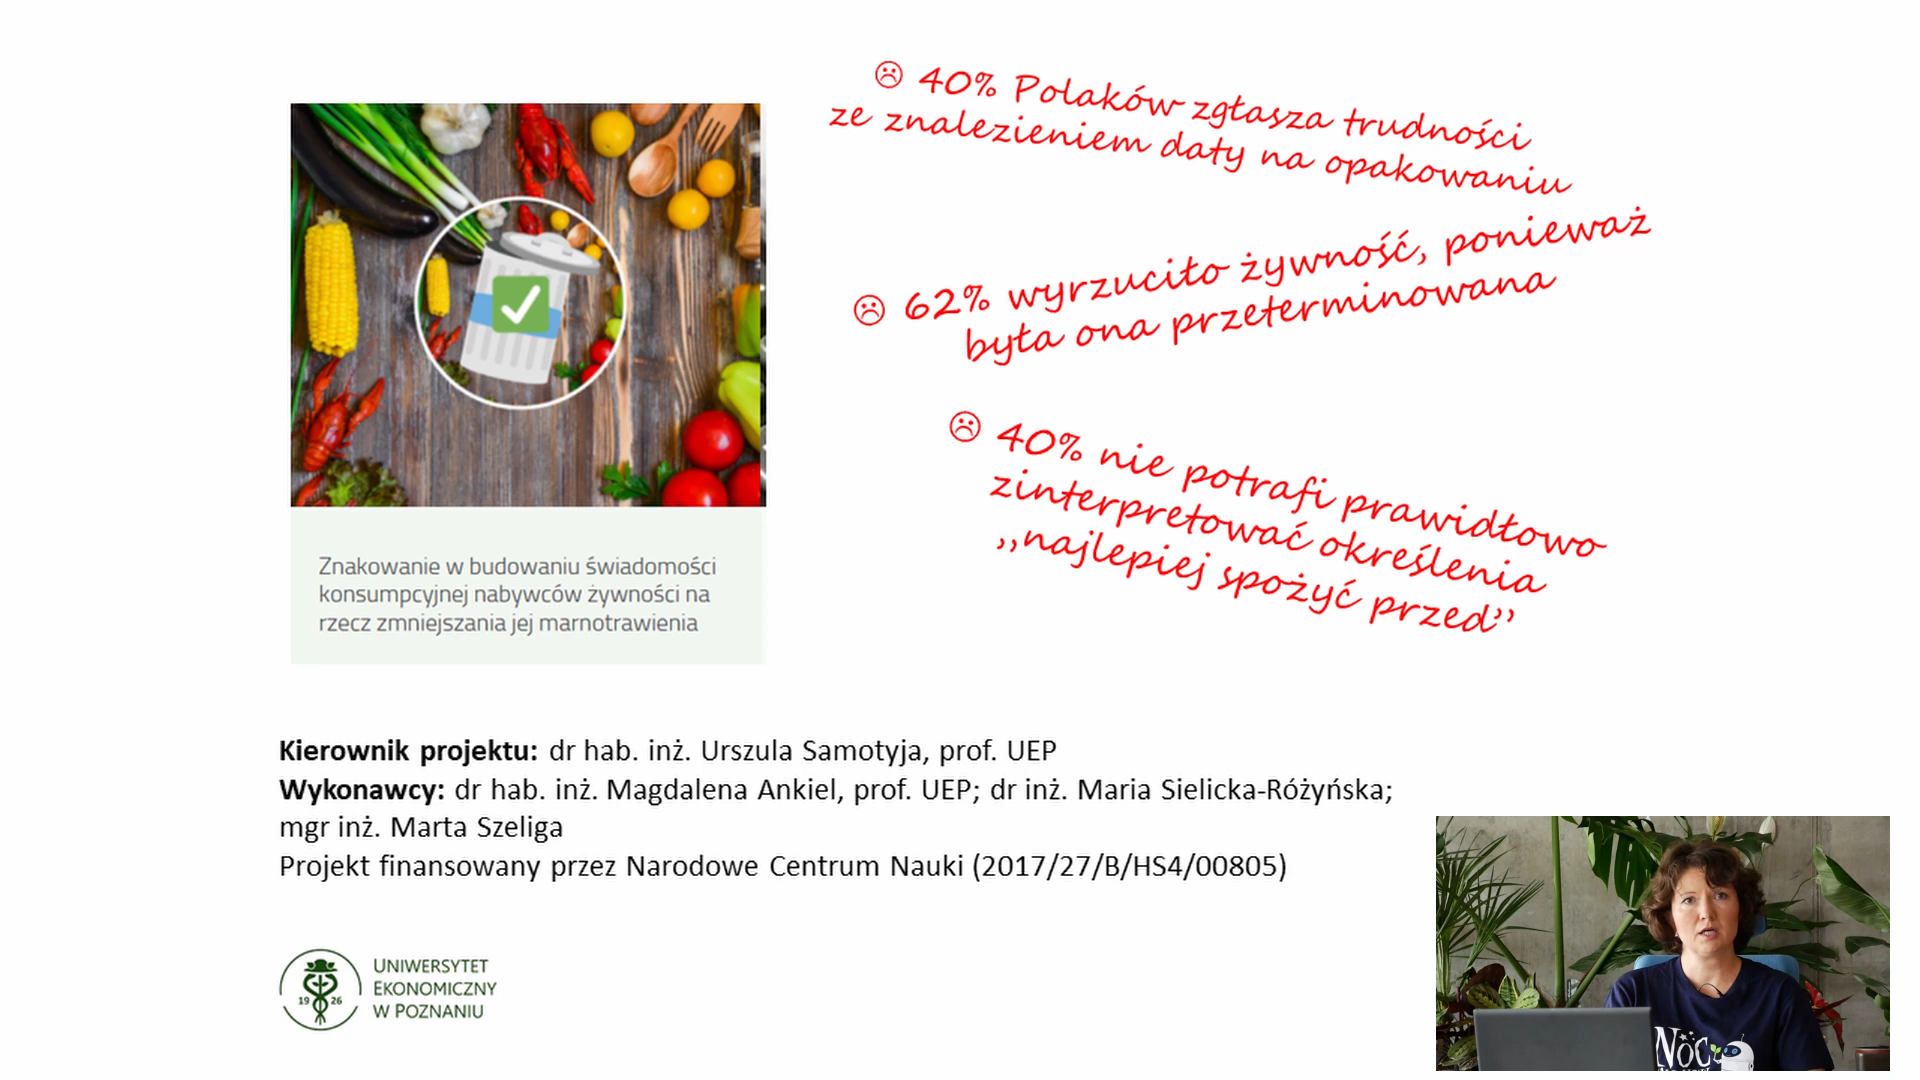 ☹ 40% Polaków zgłasza trudności
ze znalezieniem daty na opakowaniu
☹ 62% wyrzuciło żywność, ponieważ
była ona przeterminowana
☹ 40% nie potrafi prawidłowo
zinterpretować określenia
,,najlepiej spożyć przed”
Znakowanie w budowaniu świadomości
konsumpcyjnej nabywców żywności na
rzecz zmniejszania jej marnotrawienia
Kierownik projektu: dr hab. inż. Urszula Samotyja, prof. UEP
Wykonawcy: dr hab. inż. Magdalena Ankiel, prof. UEP; dr inż. Maria Sielicka-Różyńska;
mgr inż. Marta Szeliga
Projekt finansowany przez Narodowe Centrum Nauki (2017/27/B/HS4/00805)
19 26
UNIWERSYTET
EKONOMICZNY
W POZNANIU
NOC